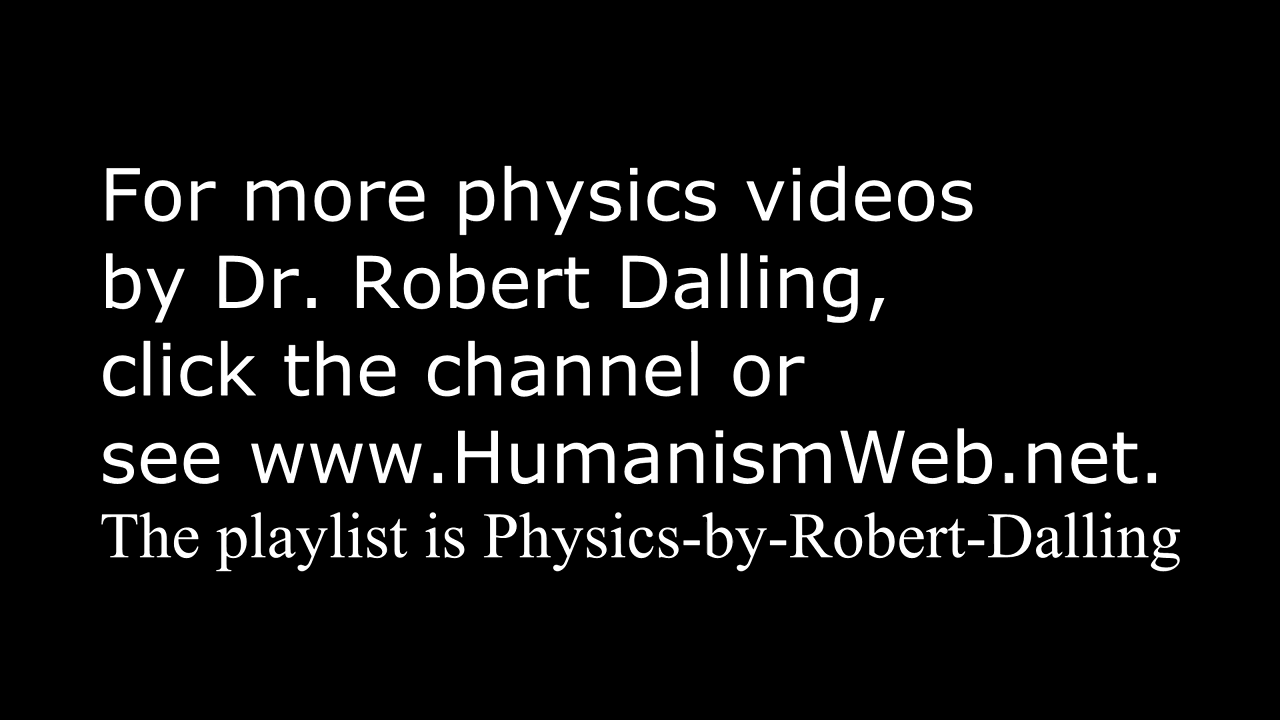 For more physics videos
by Dr. Robert Dalling,
click the channel or
see www.HumanismWeb.net.
The playlist is Physics-by-Robert-Dalling